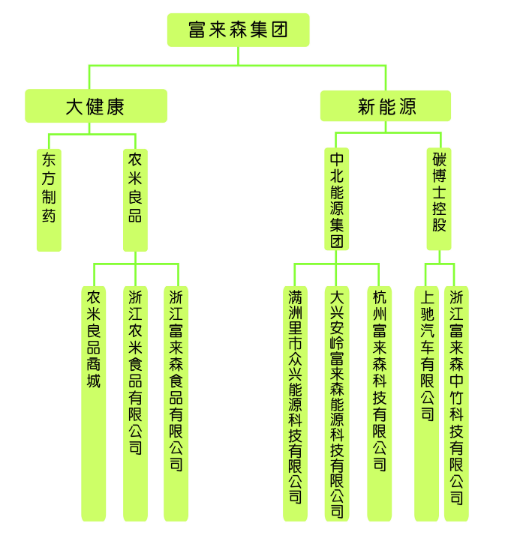 富来森集团
大健康
新能源
东方制药
农米良品
中北能源集团
碳博士控股
农米良品商城
浙江农米食品有限公司
浙江富来森食品有限公司
满洲里市众兴能源科技有限公司
大兴安岭富来森能源科技有限公司
杭州富来森科技有限公司
上驰汽车有限公司
浙江富来森中竹科技有限公司